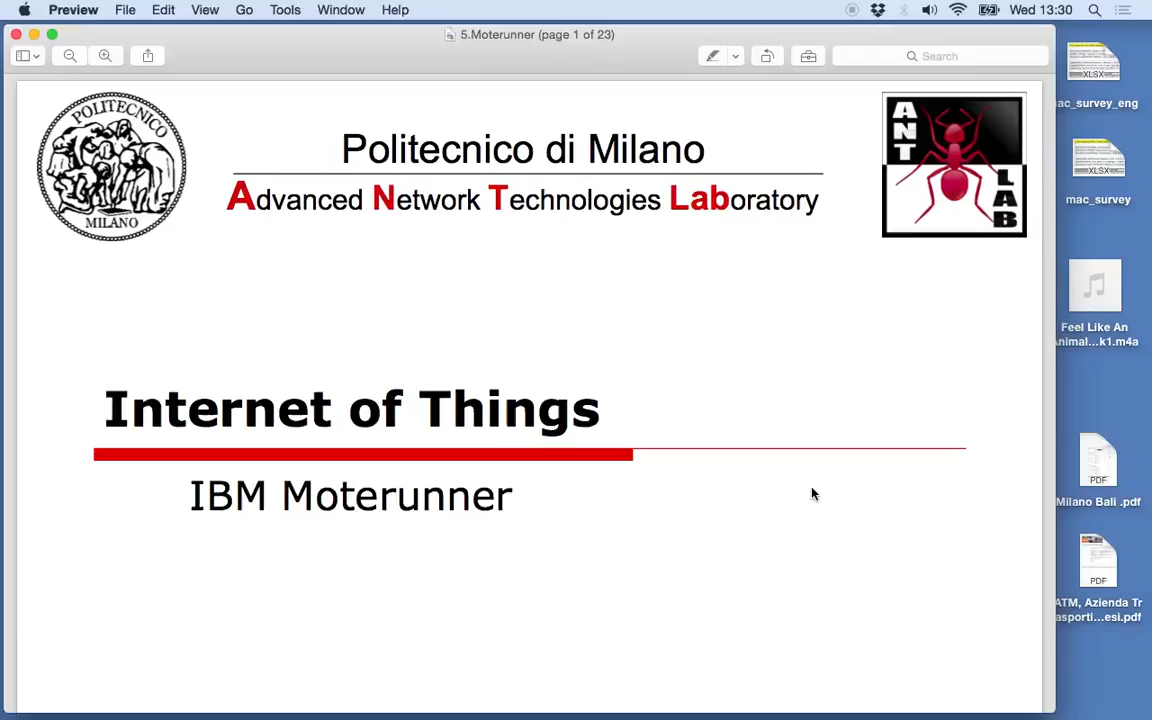 Preview File Edit View Go Tools Window Help Wed 13:30
5.Moterunner (page 1 of 23)
Search
POLITECNICO
MILANO
Politecnico di Milano
Advanced Network Technologies Laboratory
ANT
LAB
Internet of Things
IBM Moterunner
XLSX
mac_survey_eng
XLSX
mac_survey
Feel Like An
Animal...k1.m4a
PDF
Milano Bali .pdf
PDF
ATM, Azienda Tr
asporti...esi.pdf